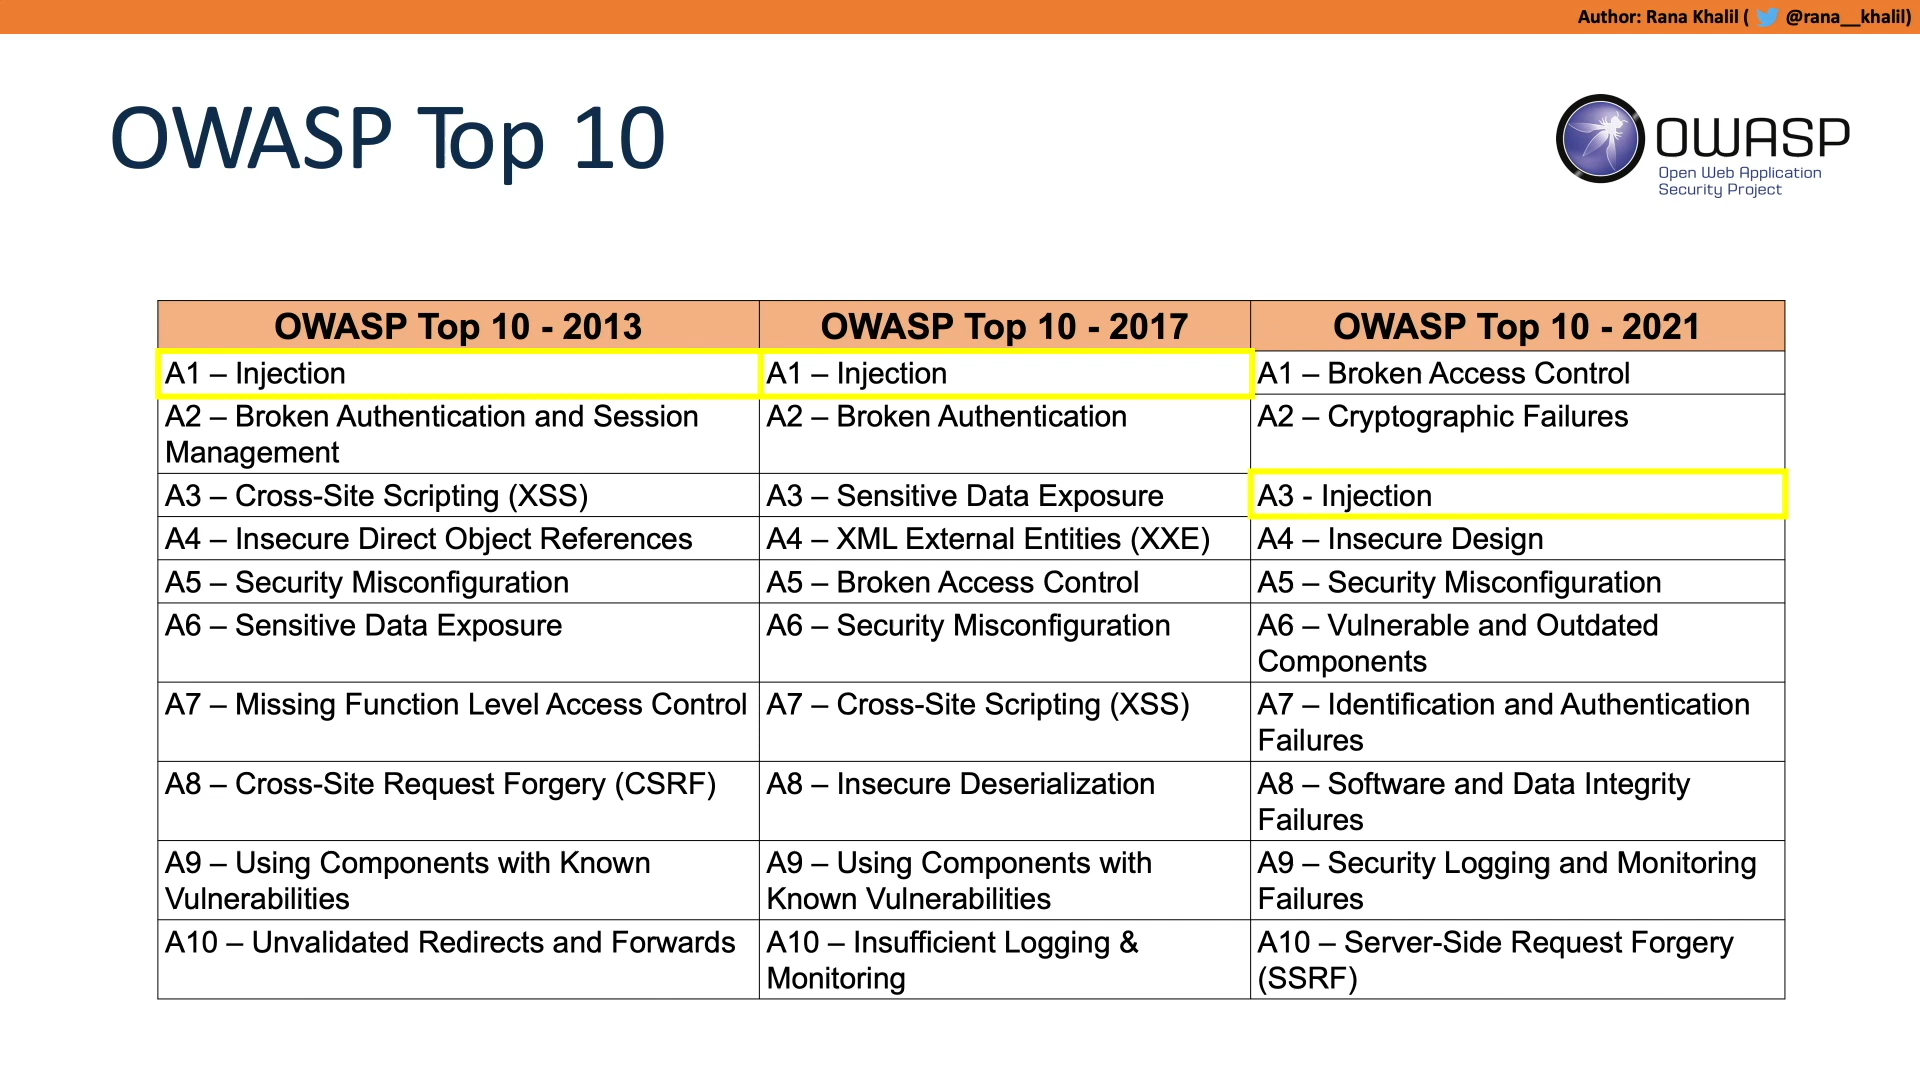 Author: Rana Khalil ( @rana__khalil)
OWASP Top 10
OWASP
Open Web Application
Security Project
OWASP Top 10 - 2013
OWASP Top 10 - 2017
OWASP Top 10 - 2021
A1 – Injection
A1 – Injection
A1 – Broken Access Control
A2 – Broken Authentication and Session
Management
A2 – Broken Authentication
A2 – Cryptographic Failures
A3 – Cross-Site Scripting (XSS)
A3 – Sensitive Data Exposure
A3 - Injection
A4 – Insecure Direct Object References
A4 – XML External Entities (XXE)
A4 – Insecure Design
A5 – Security Misconfiguration
A5 – Broken Access Control
A5 – Security Misconfiguration
A6 – Sensitive Data Exposure
A6 – Security Misconfiguration
A6 – Vulnerable and Outdated
Components
A7 – Missing Function Level Access Control
A7 – Cross-Site Scripting (XSS)
A7 – Identification and Authentication
Failures
A8 – Cross-Site Request Forgery (CSRF)
A8 – Insecure Deserialization
A8 – Software and Data Integrity
Failures
A9 – Using Components with Known
Vulnerabilities
A9 – Using Components with
Known Vulnerabilities
A9 – Security Logging and Monitoring
Failures
A10 – Unvalidated Redirects and Forwards
A10 – Insufficient Logging &
Monitoring
A10 – Server-Side Request Forgery
(SSRF)